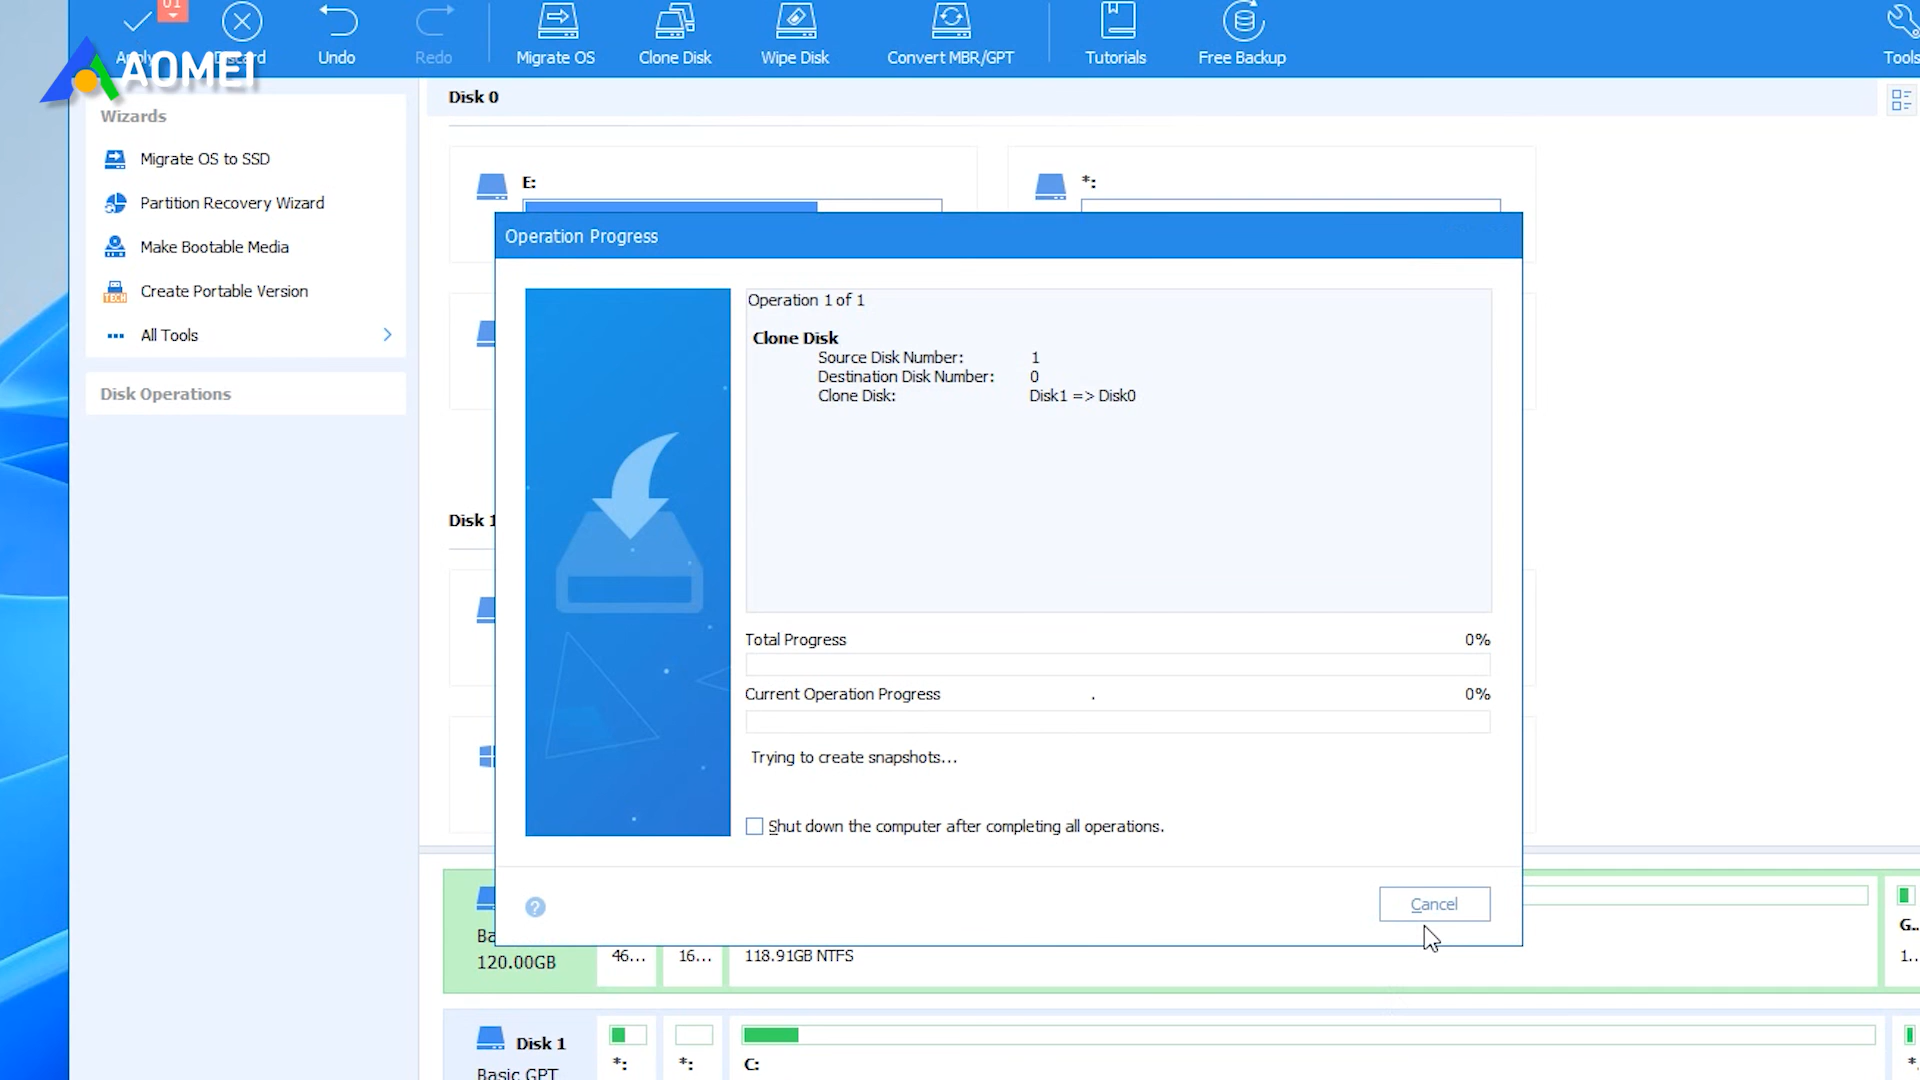 01
Apply
Discard
Undo
Redo
Migrate OS
Clone Disk
Wipe Disk
Convert MBR/GPT
Tutorials
Free Backup
Tools
AOMEI
Wizards
Migrate OS to SSD
Partition Recovery Wizard
Make Bootable Media
Create Portable Version
TECH
All Tools
Disk Operations
Disk 0
E:
*:
Disk 1
Operation Progress
Operation 1 of 1
Clone Disk
Source Disk Number: 1
Destination Disk Number: 0
Clone Disk: Disk1 => Disk0
Total Progress 0%
Current Operation Progress . 0%
Trying to create snapshots...
Shut down the computer after completing all operations.
?
Cancel
Ba
120.00GB
46...
16...
118.91GB NTFS
G...
1...
Disk 1
Basic GPT
*:
*:
C:
*